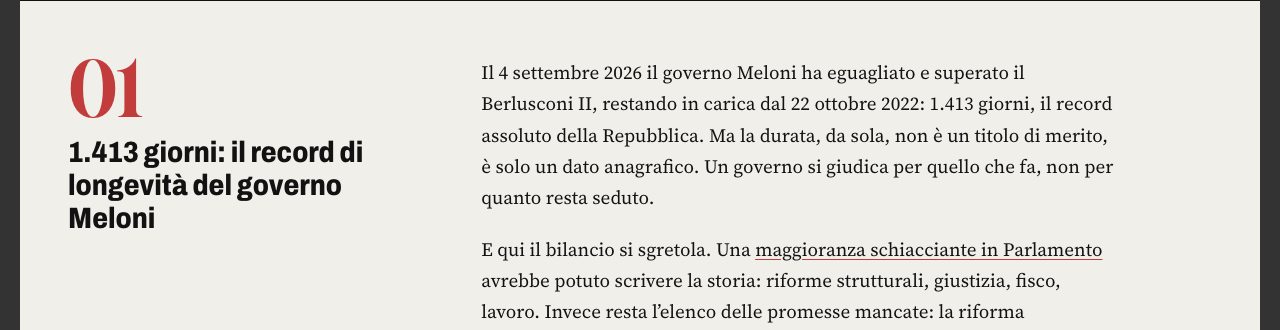 01
1.413 giorni: il record di
longevità del governo
Meloni
Il 4 settembre 2026 il governo Meloni ha eguagliato e superato il
Berlusconi II, restando in carica dal 22 ottobre 2022: 1.413 giorni, il record
assoluto della Repubblica. Ma la durata, da sola, non è un titolo di merito,
è solo un dato anagrafico. Un governo si giudica per quello che fa, non per
quanto resta seduto.
E qui il bilancio si sgretola. Una maggioranza schiacciante in Parlamento
avrebbe potuto scrivere la storia: riforme strutturali, giustizia, fisco,
lavoro. Invece resta l’elenco delle promesse mancate: la riforma